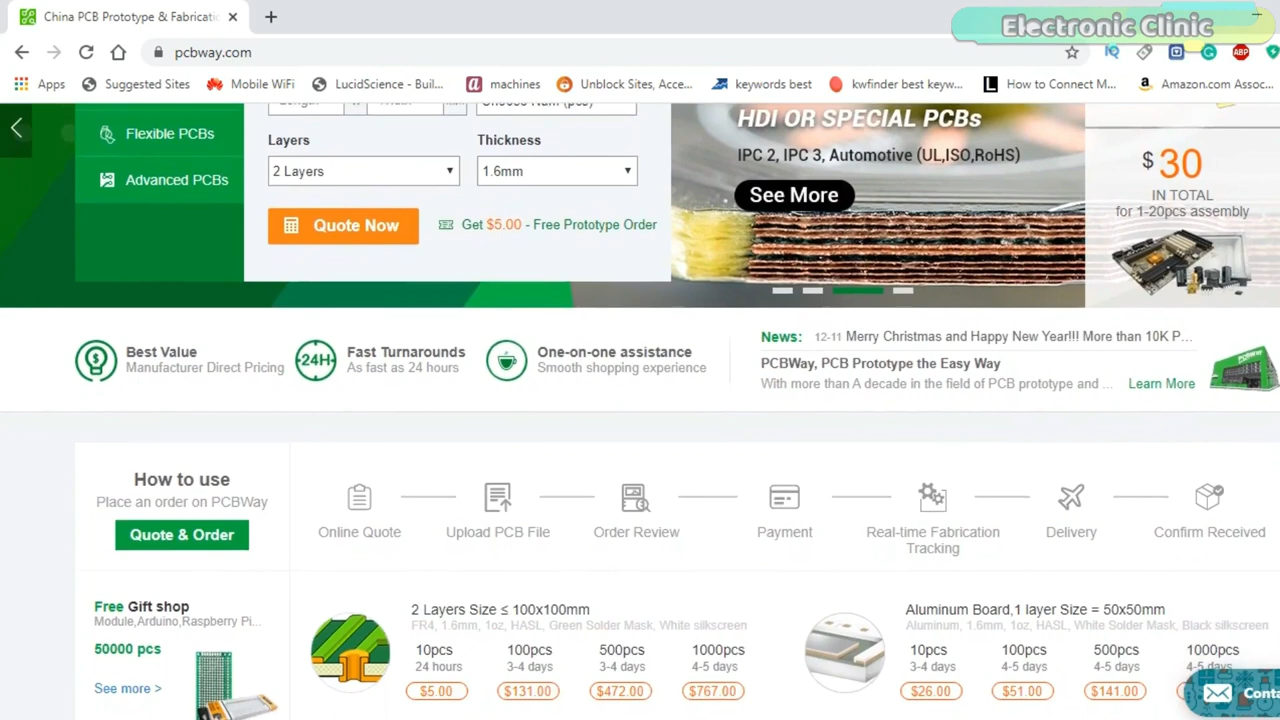 China PCB Prototype & Fabricatio
Electronic Clinic
pcbway.com
ABP
Apps
Suggested Sites
Mobile WiFi
LucidScience - Buil...
machines
Unblock Sites, Acce...
keywords best
kwfinder best keyw...
How to Connect M...
Amazon.com Assoc...
Flexible PCBs
Advanced PCBs
Layers
Thickness
2 Layers
1.6mm
Quote Now
Get $5.00 - Free Prototype Order
HDI OR SPECIAL PCBs
IPC 2, IPC 3, Automotive (UL,ISO,RoHS)
See More
$ 30
IN TOTAL
for 1-20pcs assembly
Best Value
Manufacturer Direct Pricing
24H
Fast Turnarounds
As fast as 24 hours
One-on-one assistance
Smooth shopping experience
News: 12-11 Merry Christmas and Happy New Year!!! More than 10K P...
PCBWay, PCB Prototype the Easy Way
With more than A decade in the field of PCB prototype and ... Learn More
How to use
Place an order on PCBWay
Quote & Order
Online Quote
Upload PCB File
Order Review
Payment
Real-time Fabrication
Tracking
Delivery
Confirm Received
Free Gift shop
Module,Arduino,Raspberry Pi...
50000 pcs
See more >
2 Layers Size ≤ 100x100mm
FR4, 1.6mm, 1oz, HASL, Green Solder Mask, White silkscreen
10pcs 100pcs 500pcs 1000pcs
24 hours 3-4 days 3-4 days 4-5 days
$5.00 $131.00 $472.00 $767.00
Aluminum Board,1 layer Size = 50x50mm
Aluminum, 1.6mm, 1oz, HASL, White Solder Mask, Black silkscreen
10pcs 100pcs 500pcs 1000pcs
3-4 days 4-5 days 4-5 days 4-5 days
$26.00 $51.00 $141.00
Conta